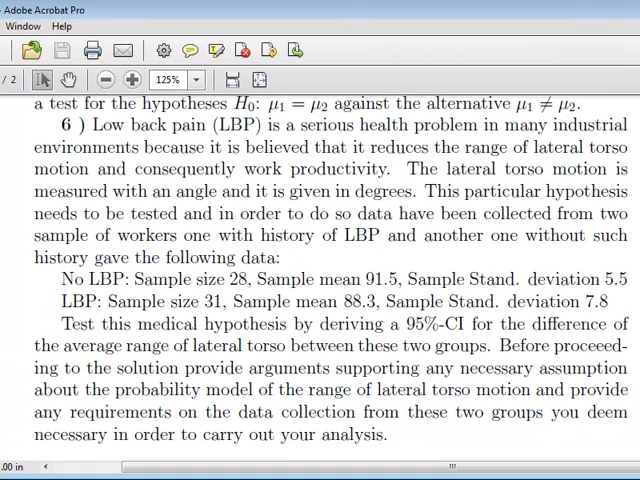 - Adobe Acrobat Pro
Window Help
/ 2 125%
a test for the hypotheses H₀: μ₁ = μ₂ against the alternative μ₁ ≠ μ₂.
6 ) Low back pain (LBP) is a serious health problem in many industrial
environments because it is believed that it reduces the range of lateral torso
motion and consequently work productivity. The lateral torso motion is
measured with an angle and it is given in degrees. This particular hypothesis
needs to be tested and in order to do so data have been collected from two
sample of workers one with history of LBP and another one without such
history gave the following data:
No LBP: Sample size 28, Sample mean 91.5, Sample Stand. deviation 5.5
LBP: Sample size 31, Sample mean 88.3, Sample Stand. deviation 7.8
Test this medical hypothesis by deriving a 95%-CI for the difference of
the average range of lateral torso between these two groups. Before proceeed-
ing to the solution provide arguments supporting any necessary assumption
about the probability model of the range of lateral torso motion and provide
any requirements on the data collection from these two groups you deem
necessary in order to carry out your analysis.
.00 in